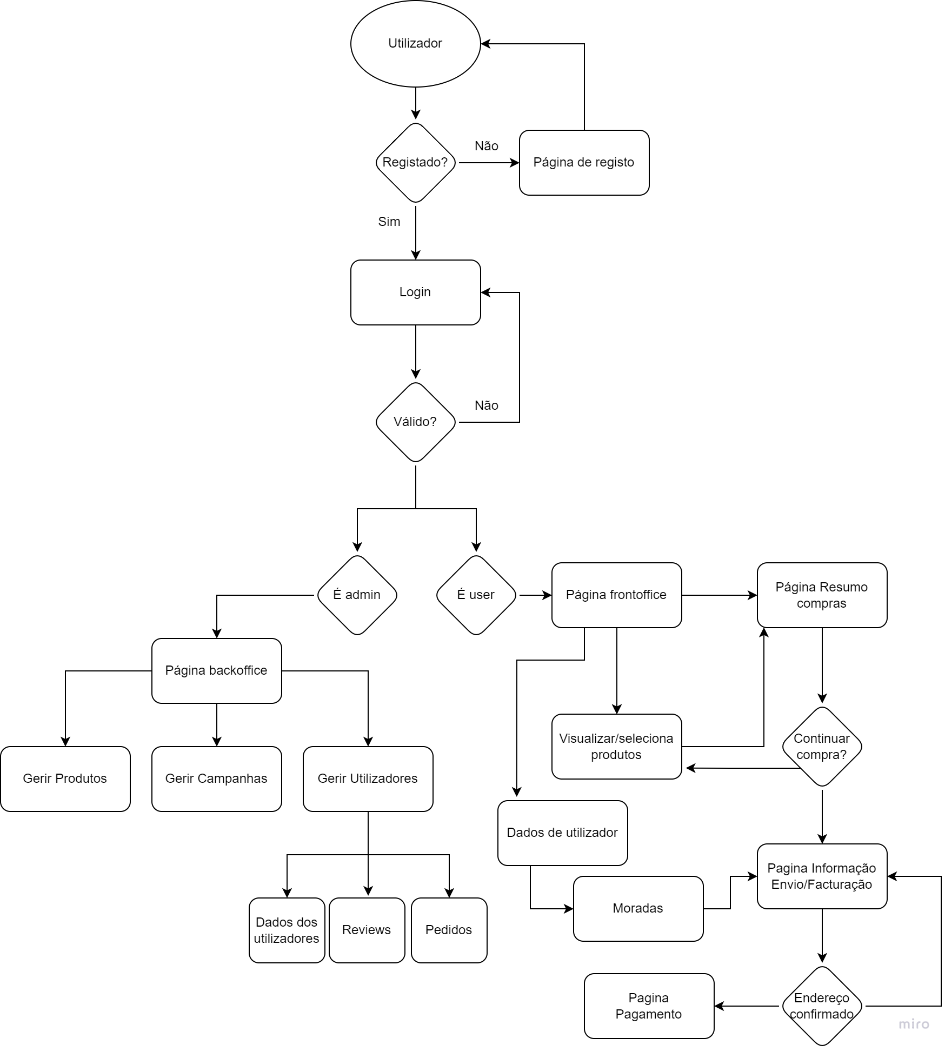 Utilizador
Não
Registado?
Página de registo
Sim
Login
Não
Válido?
É admin
É user
Página frontoffice
Página Resumo
compras
Página backoffice
Visualizar/seleciona
produtos
Continuar
compra?
Gerir Produtos
Gerir Campanhas
Gerir Utilizadores
Dados de utilizador
Pagina Informação
Envio/Facturação
Moradas
Dados dos
utilizadores
Reviews
Pedidos
Pagina
Pagamento
Endereço
confirmado
miro